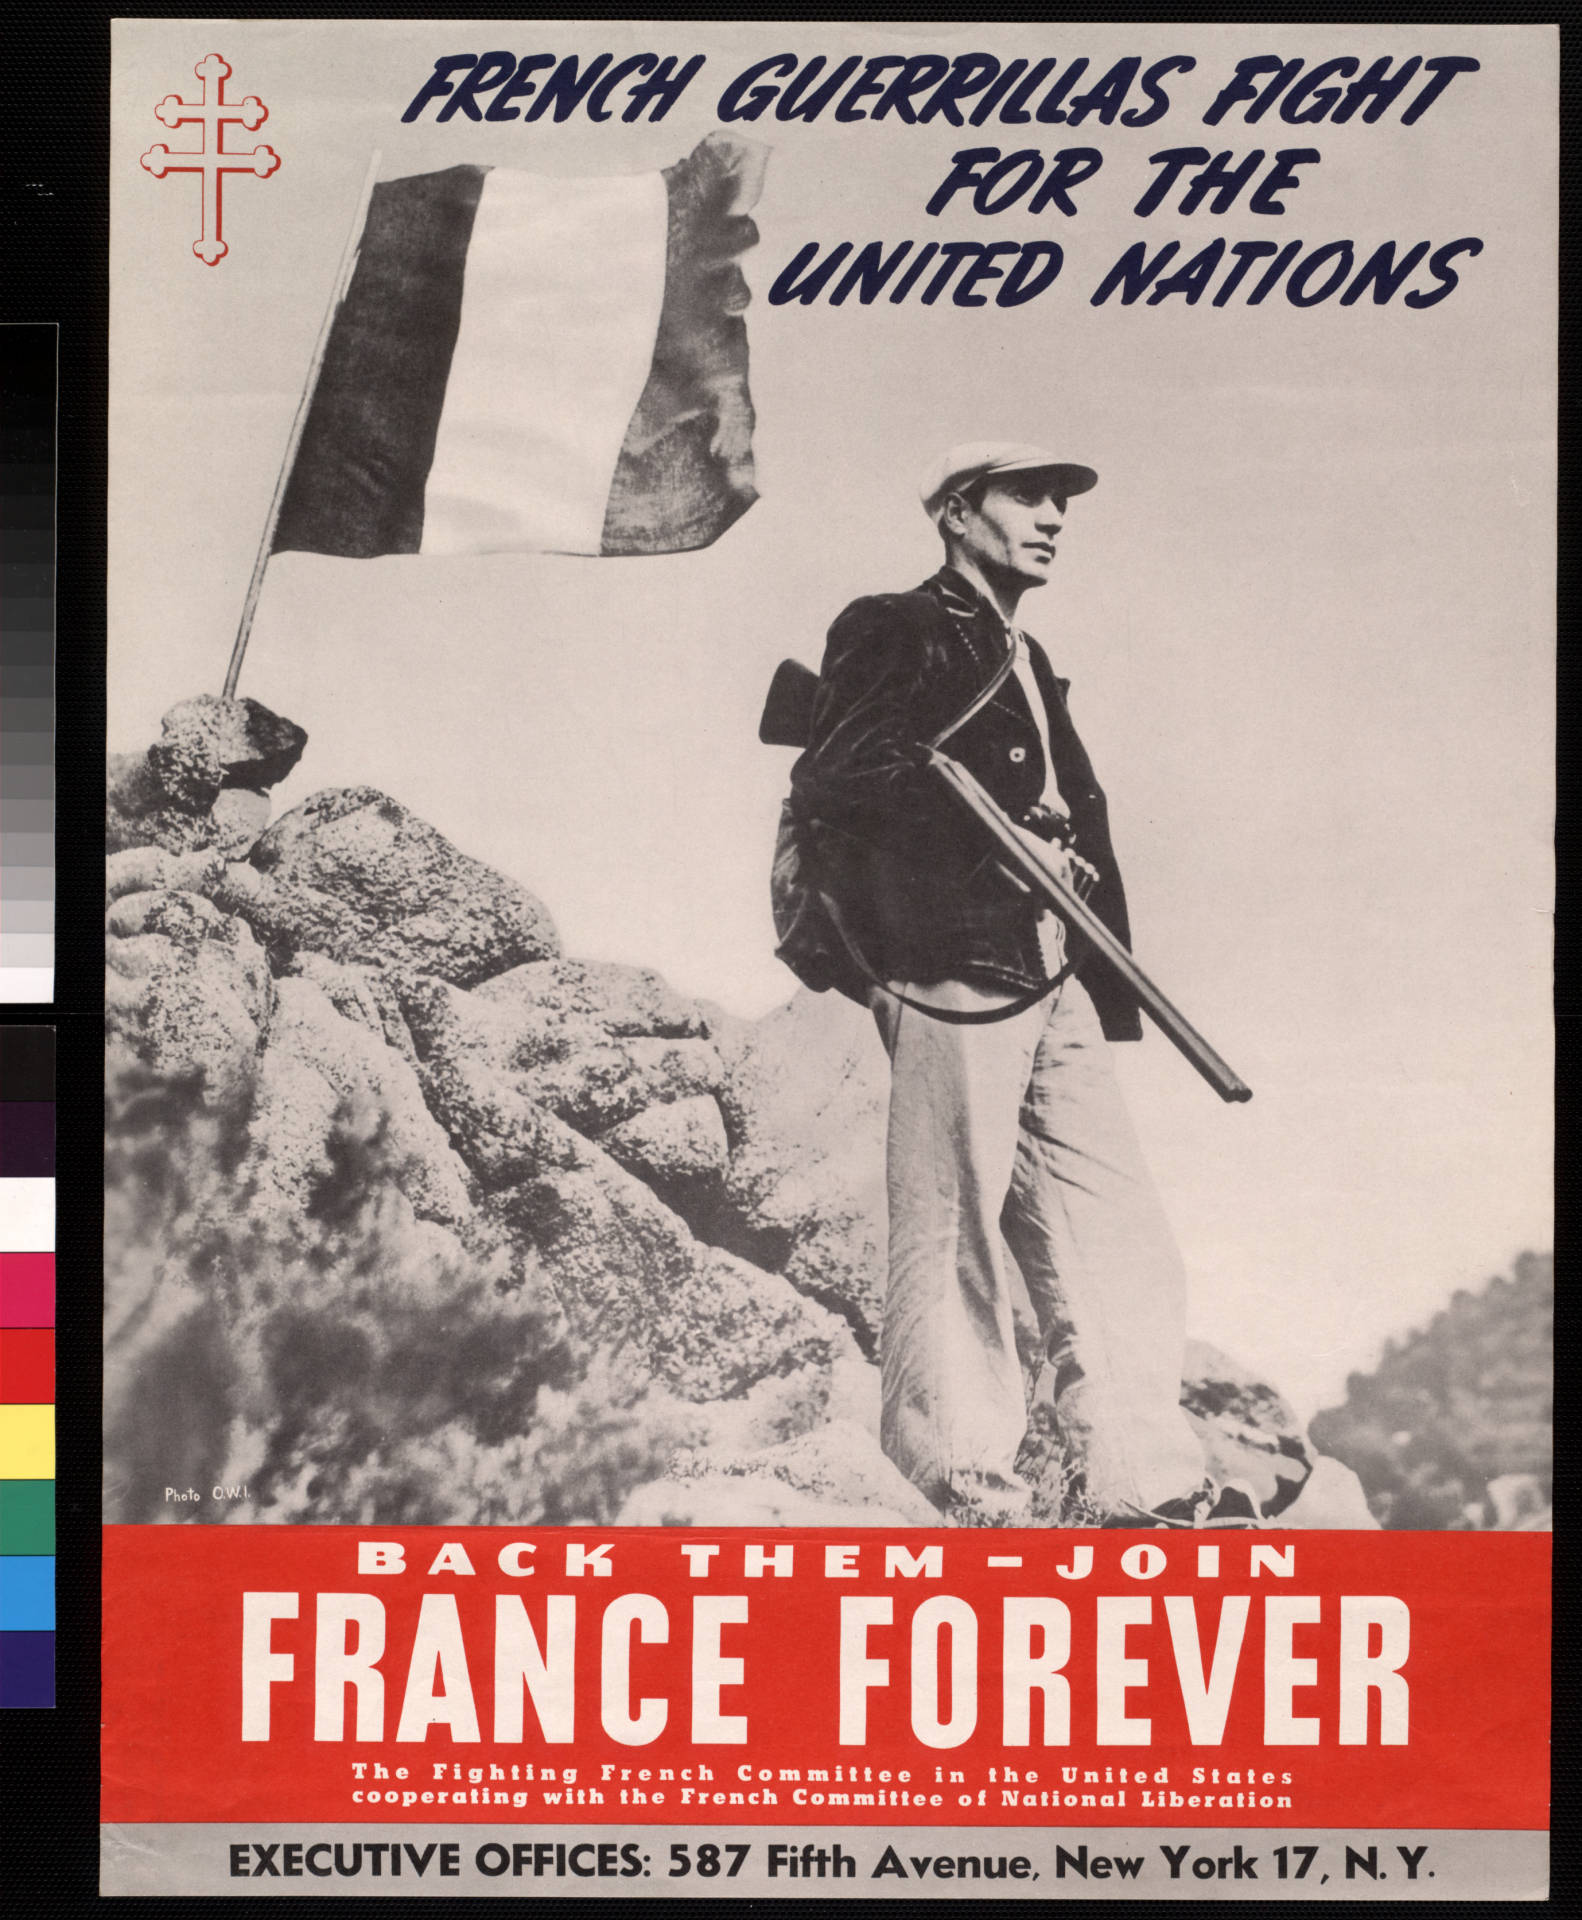 FRENCH GUERRILLAS FIGHT
FOR THE
UNITED NATIONS
Photo O.W.I.
BACK THEM – JOIN
FRANCE FOREVER
The Fighting French Committee in the United States
cooperating with the French Committee of National Liberation
EXECUTIVE OFFICES: 587 Fifth Avenue, New York 17, N. Y.